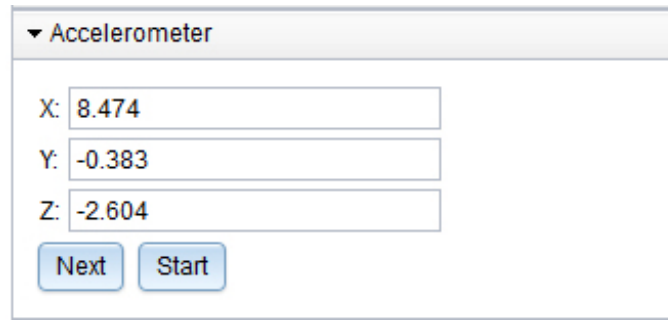 Accelerometer
X: 8.474
Y: -0.383
Z: -2.604
Next Start